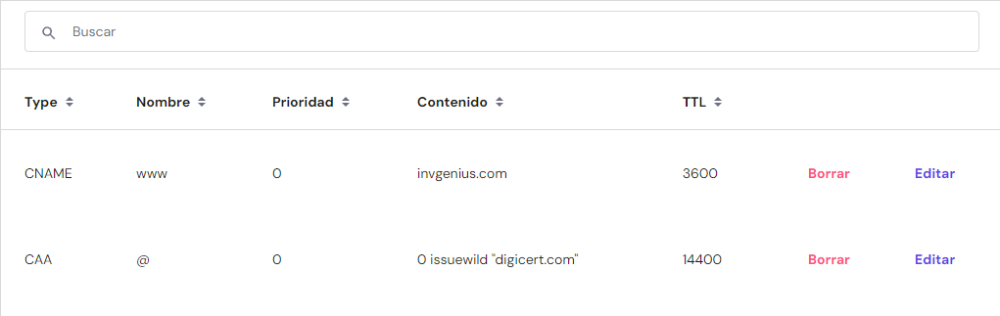 Buscar
Type Nombre Prioridad Contenido TTL
CNAME www 0 invgenius.com 3600 Borrar Editar
CAA @ 0 0 issuewild "digicert.com" 14400 Borrar Editar